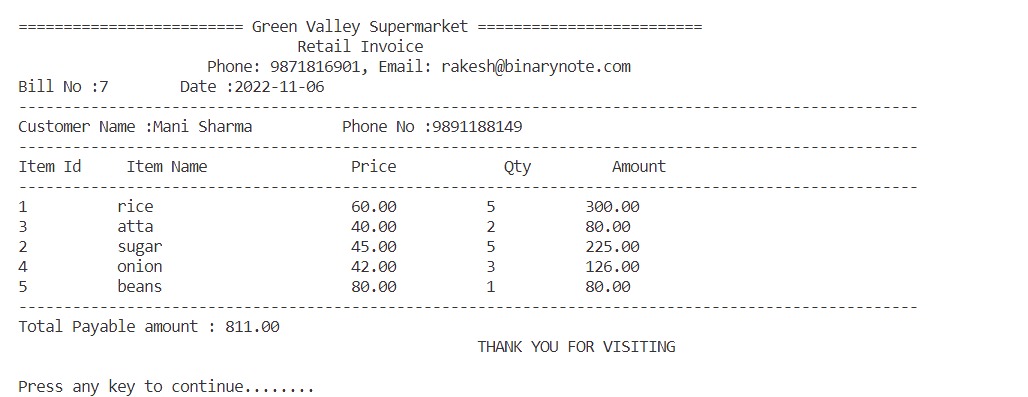 ========================= Green Valley Supermarket =========================
Retail Invoice
Phone: 9871816901, Email: rakesh@binarynote.com
Bill No :7        Date :2022-11-06
----------------------------------------------------------------------------------------------------
Customer Name :Mani Sharma          Phone No :9891188149
----------------------------------------------------------------------------------------------------
Item Id     Item Name                Price            Qty         Amount
----------------------------------------------------------------------------------------------------
1          rice                      60.00          5          300.00
3          atta                      40.00          2          80.00
2          sugar                     45.00          5          225.00
4          onion                     42.00          3          126.00
5          beans                     80.00          1          80.00
----------------------------------------------------------------------------------------------------
Total Payable amount : 811.00
THANK YOU FOR VISITING
Press any key to continue........